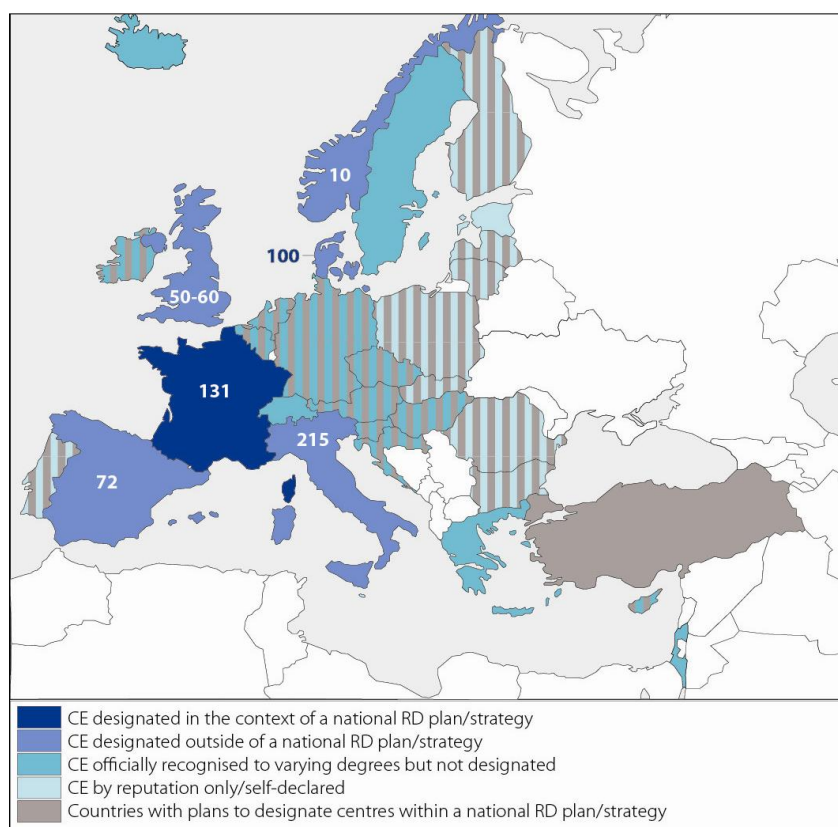 10
100
50-60
131
215
72
CE designated in the context of a national RD plan/strategy
CE designated outside of a national RD plan/strategy
CE officially recognised to varying degrees but not designated
CE by reputation only/self-declared
Countries with plans to designate centres within a national RD plan/strategy